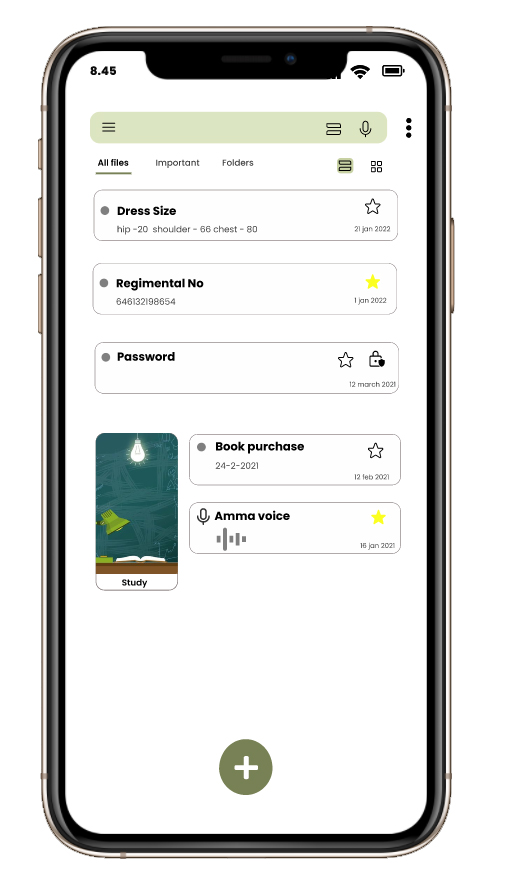 8.45
All files
Important
Folders
Dress Size
hip -20 shoulder - 66 chest - 80
21 jan 2022
Regimental No
646132198654
1 jan 2022
Password
12 march 2021
Book purchase
24-2-2021
12 feb 2021
Amma voice
16 jan 2021
Study